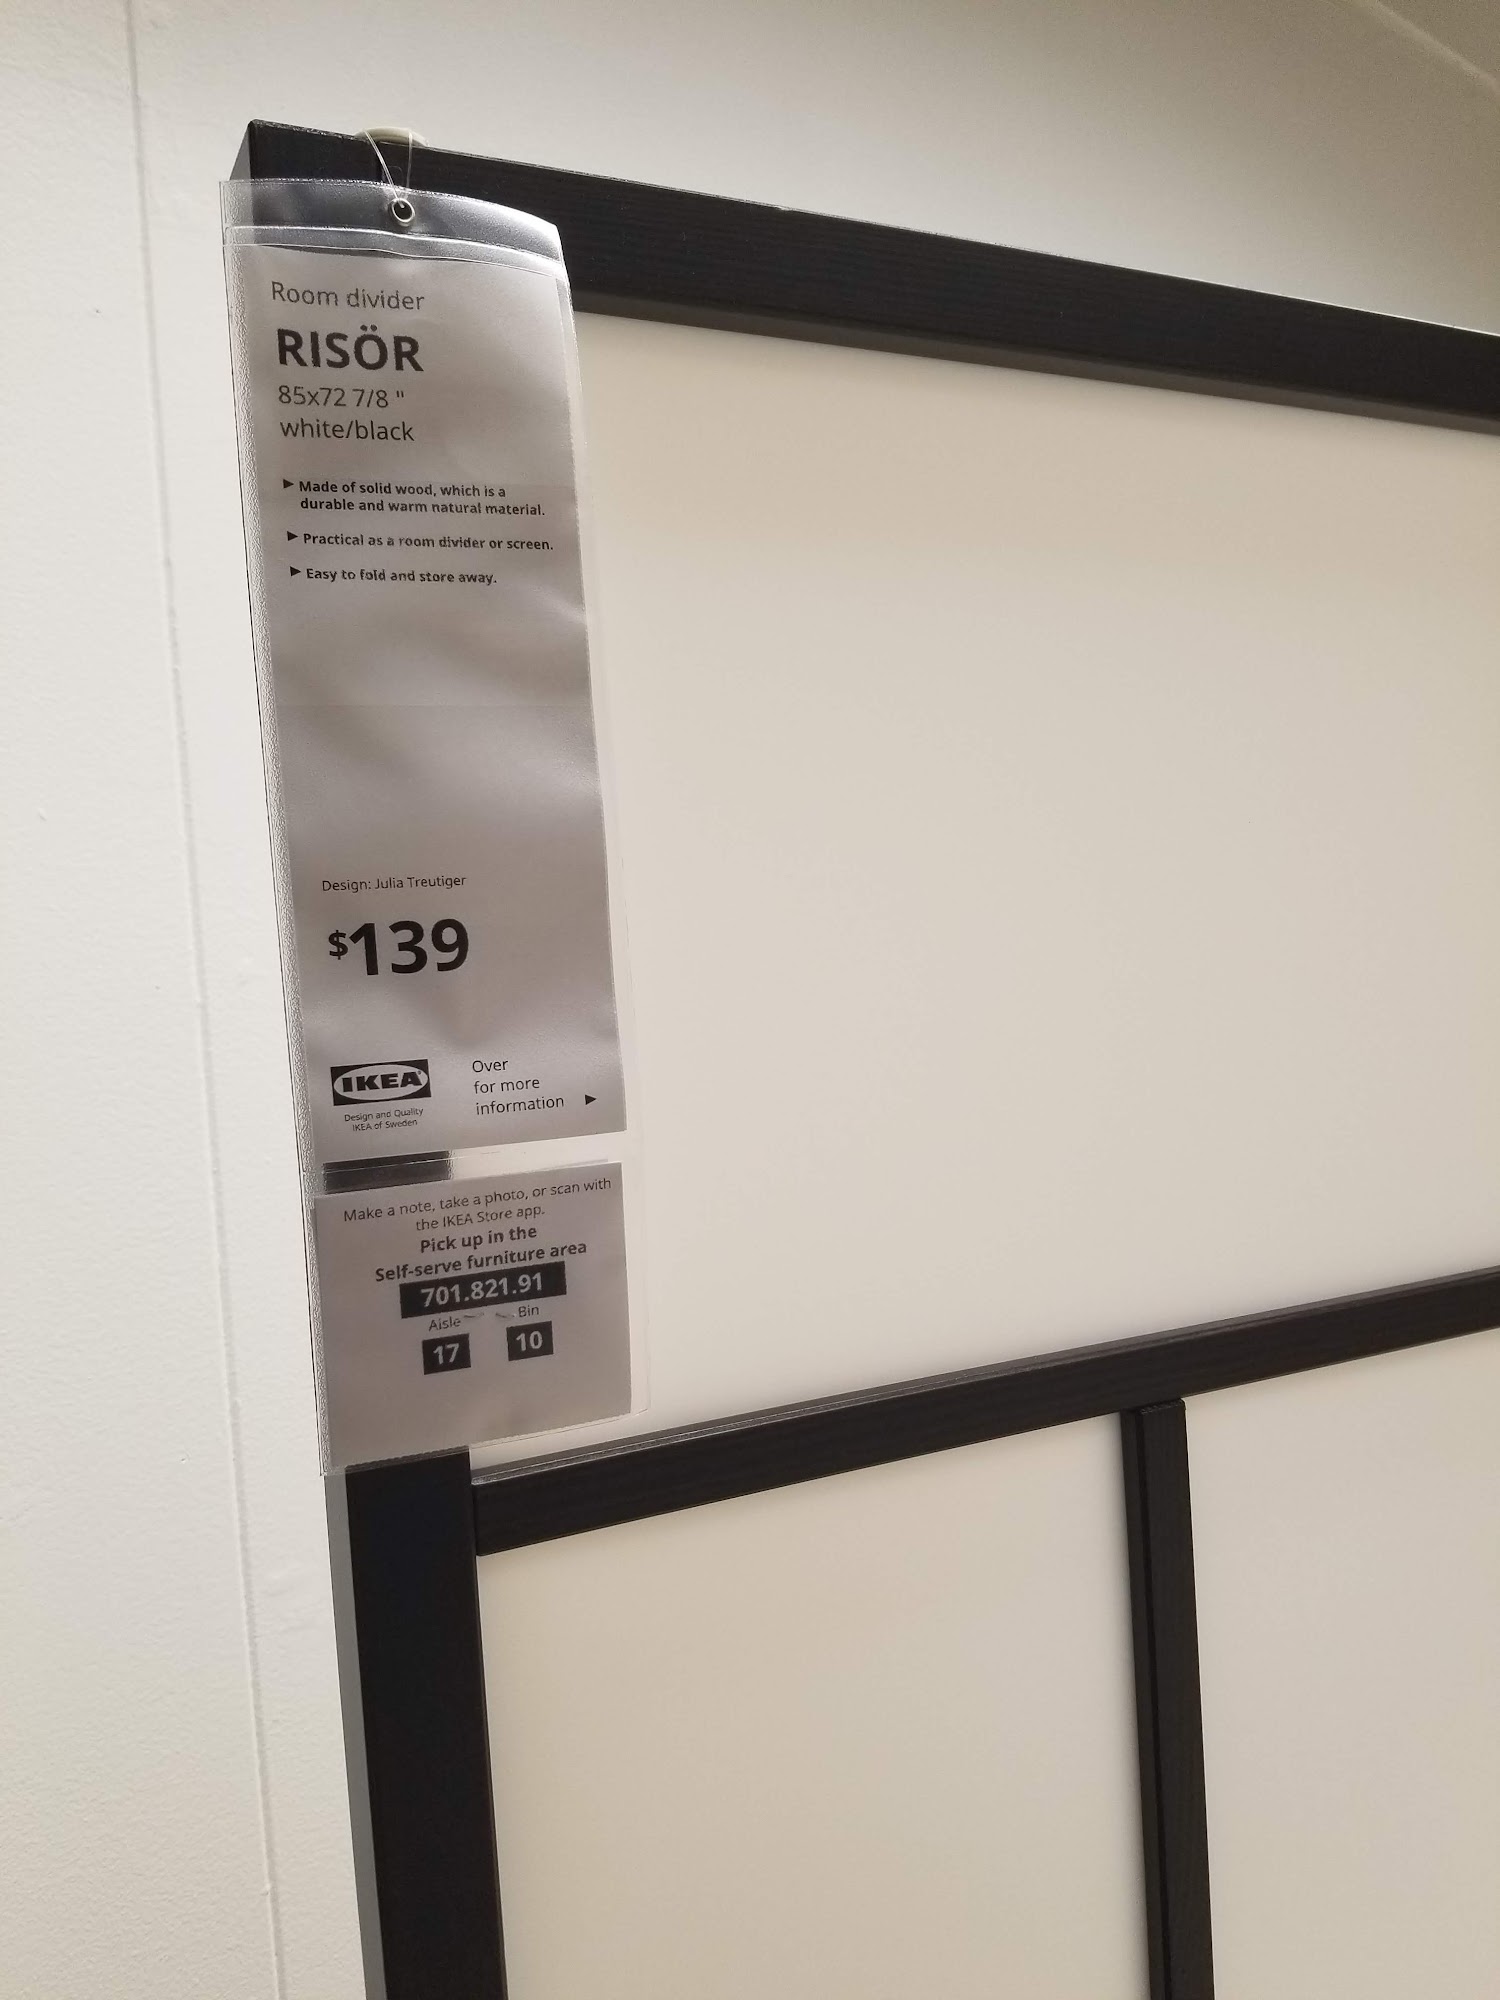 Room divider
RISÖR
85x72 7/8 "
white/black
► Made of solid wood, which is a
durable and warm natural material.
► Practical as a room divider or screen.
► Easy to fold and store away.
Design: Julia Treutiger
$139
IKEA
Design and Quality
IKEA of Sweden
Over
for more
information ►
Make a note, take a photo, or scan with
the IKEA Store app.
Pick up in the
Self-serve furniture area
701.821.91
Aisle Bin
17 10